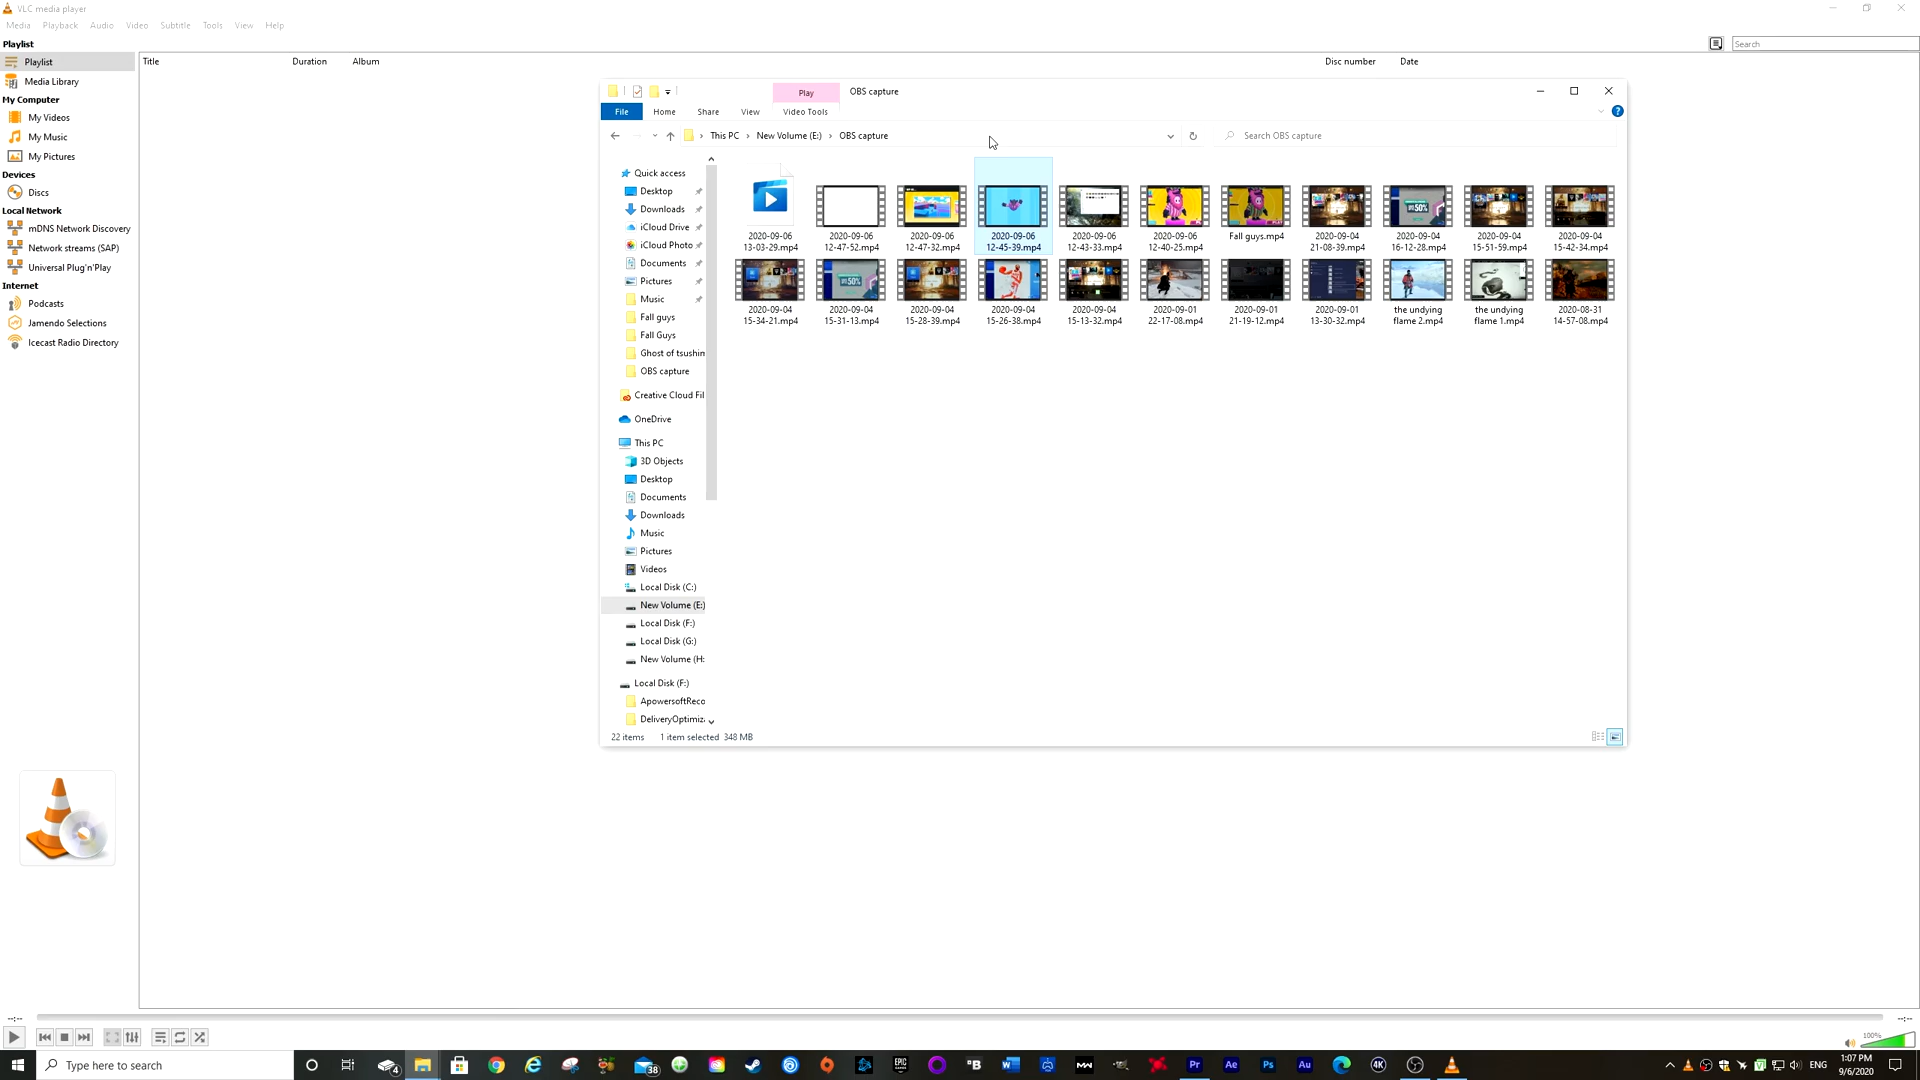 VLC media player
Media Playback Audio Video Subtitle Tools View Help
Playlist
Search
Playlist
Media Library
My Computer
My Videos
My Music
My Pictures
Devices
Discs
Local Network
mDNS Network Discovery
Network streams (SAP)
Universal Plug'n'Play
Internet
Podcasts
Jamendo Selections
Icecast Radio Directory
Title Duration Album Disc number Date
Play OBS capture
File Home Share View Video Tools
This PC › New Volume (E:) › OBS capture
Search OBS capture
Quick access
Desktop
Downloads
iCloud Drive
iCloud Photo
Documents
Pictures
Music
Fall guys
Fall Guys
Ghost of tsushim
OBS capture
Creative Cloud Fil
OneDrive
This PC
3D Objects
Desktop
Documents
Downloads
Music
Pictures
Videos
Local Disk (C:)
New Volume (E:)
Local Disk (F:)
Local Disk (G:)
New Volume (H:
Local Disk (F:)
ApowersoftReco
DeliveryOptimiz
2020-09-06
13-03-29.mp4
2020-09-06
12-47-52.mp4
2020-09-06
12-47-32.mp4
2020-09-06
12-45-39.mp4
2020-09-06
12-43-33.mp4
2020-09-06
12-40-25.mp4
Fall guys.mp4
2020-09-04
21-08-39.mp4
2020-09-04
16-12-28.mp4
2020-09-04
15-51-59.mp4
2020-09-04
15-42-34.mp4
2020-09-04
15-34-21.mp4
2020-09-04
15-31-13.mp4
2020-09-04
15-28-39.mp4
2020-09-04
15-26-38.mp4
2020-09-04
15-13-32.mp4
2020-09-01
22-17-08.mp4
2020-09-01
21-19-12.mp4
2020-09-01
13-30-32.mp4
the undying
flame 2.mp4
the undying
flame 1.mp4
2020-08-31
14-57-08.mp4
22 items 1 item selected 348 MB
--:-- --:--
100%
Type here to search
4
38
EPIC
GAMES
B
MW
Pr
Ae
Ps
Au
4K
ENG
1:07 PM
9/6/2020